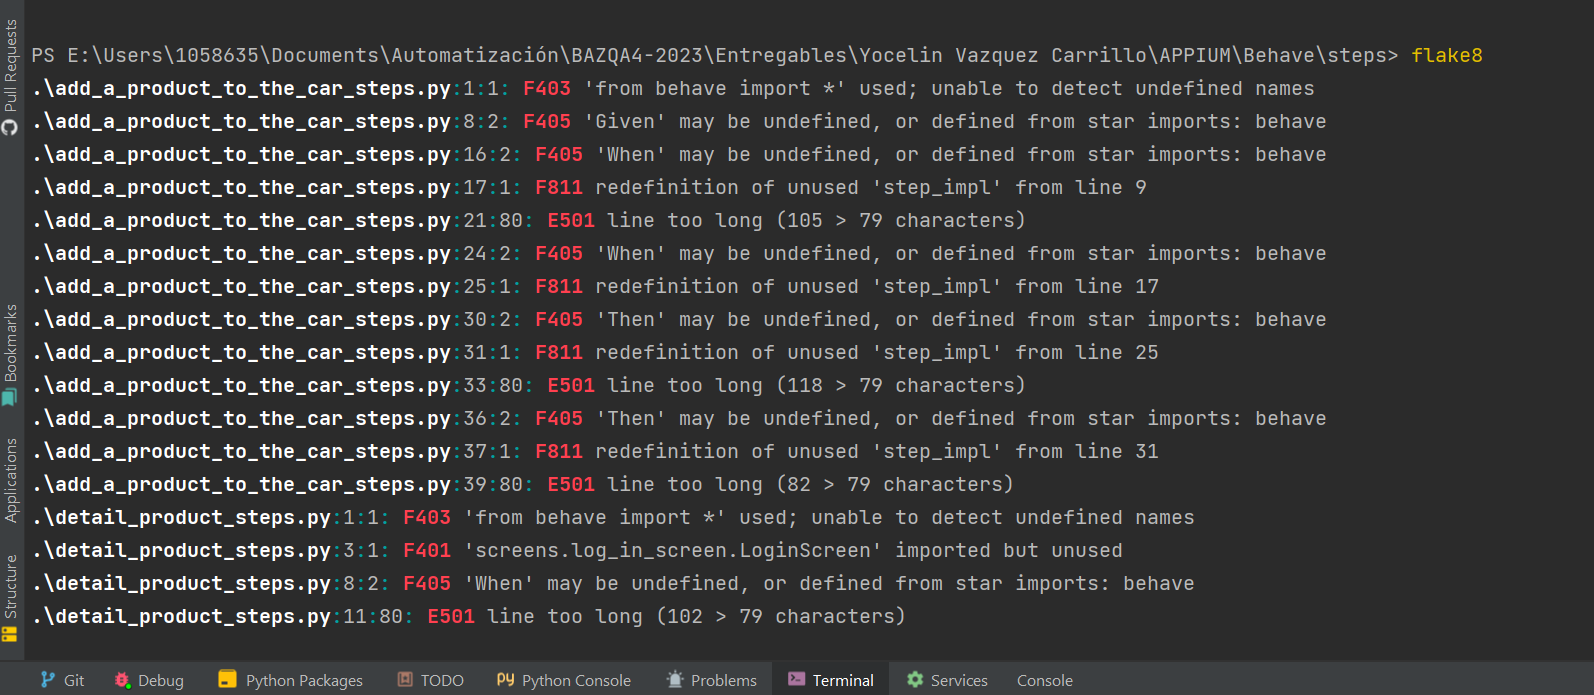 Pull Requests
Bookmarks
Applications
Structure
PS E:\Users\1058635\Documents\Automatización\BAZQA4-2023\Entregables\Yocelin Vazquez Carrillo\APPIUM\Behave\steps> flake8
.\add_a_product_to_the_car_steps.py:1:1: F403 'from behave import *' used; unable to detect undefined names
.\add_a_product_to_the_car_steps.py:8:2: F405 'Given' may be undefined, or defined from star imports: behave
.\add_a_product_to_the_car_steps.py:16:2: F405 'When' may be undefined, or defined from star imports: behave
.\add_a_product_to_the_car_steps.py:17:1: F811 redefinition of unused 'step_impl' from line 9
.\add_a_product_to_the_car_steps.py:21:80: E501 line too long (105 > 79 characters)
.\add_a_product_to_the_car_steps.py:24:2: F405 'When' may be undefined, or defined from star imports: behave
.\add_a_product_to_the_car_steps.py:25:1: F811 redefinition of unused 'step_impl' from line 17
.\add_a_product_to_the_car_steps.py:30:2: F405 'Then' may be undefined, or defined from star imports: behave
.\add_a_product_to_the_car_steps.py:31:1: F811 redefinition of unused 'step_impl' from line 25
.\add_a_product_to_the_car_steps.py:33:80: E501 line too long (118 > 79 characters)
.\add_a_product_to_the_car_steps.py:36:2: F405 'Then' may be undefined, or defined from star imports: behave
.\add_a_product_to_the_car_steps.py:37:1: F811 redefinition of unused 'step_impl' from line 31
.\add_a_product_to_the_car_steps.py:39:80: E501 line too long (82 > 79 characters)
.\detail_product_steps.py:1:1: F403 'from behave import *' used; unable to detect undefined names
.\detail_product_steps.py:3:1: F401 'screens.log_in_screen.LoginScreen' imported but unused
.\detail_product_steps.py:8:2: F405 'When' may be undefined, or defined from star imports: behave
.\detail_product_steps.py:11:80: E501 line too long (102 > 79 characters)
Git Debug Python Packages TODO Python Console Problems Terminal Services Console